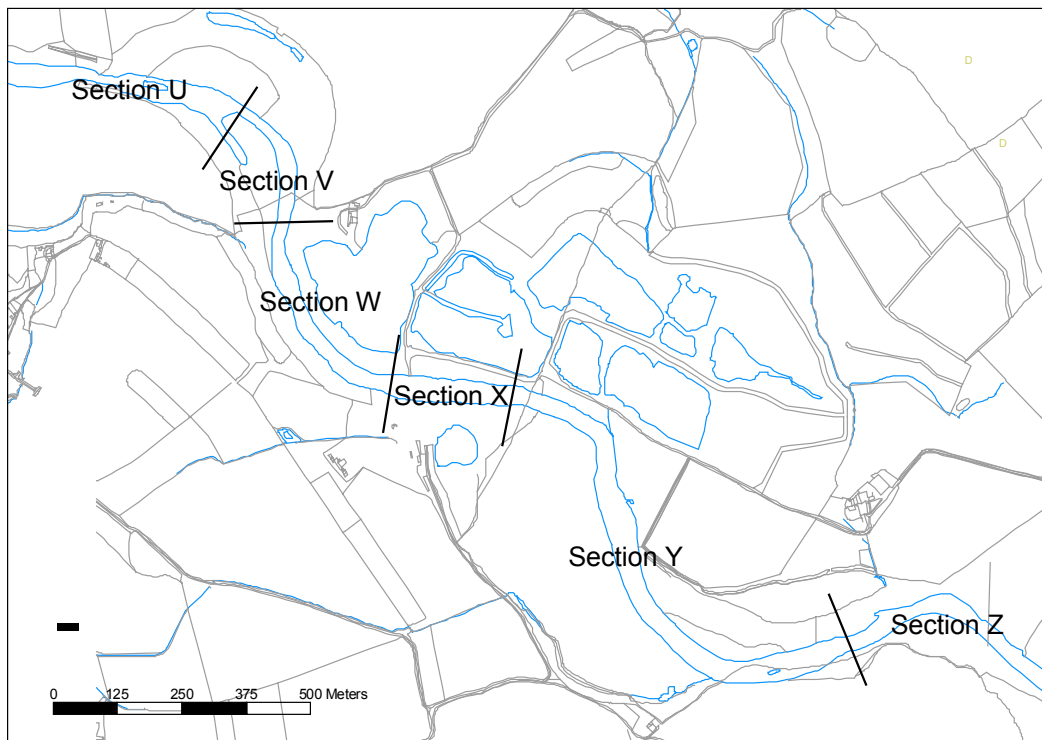 D
Section U
D
Section V
Section W
Section X
Section Y
Section Z
0 125 250 375 500 Meters